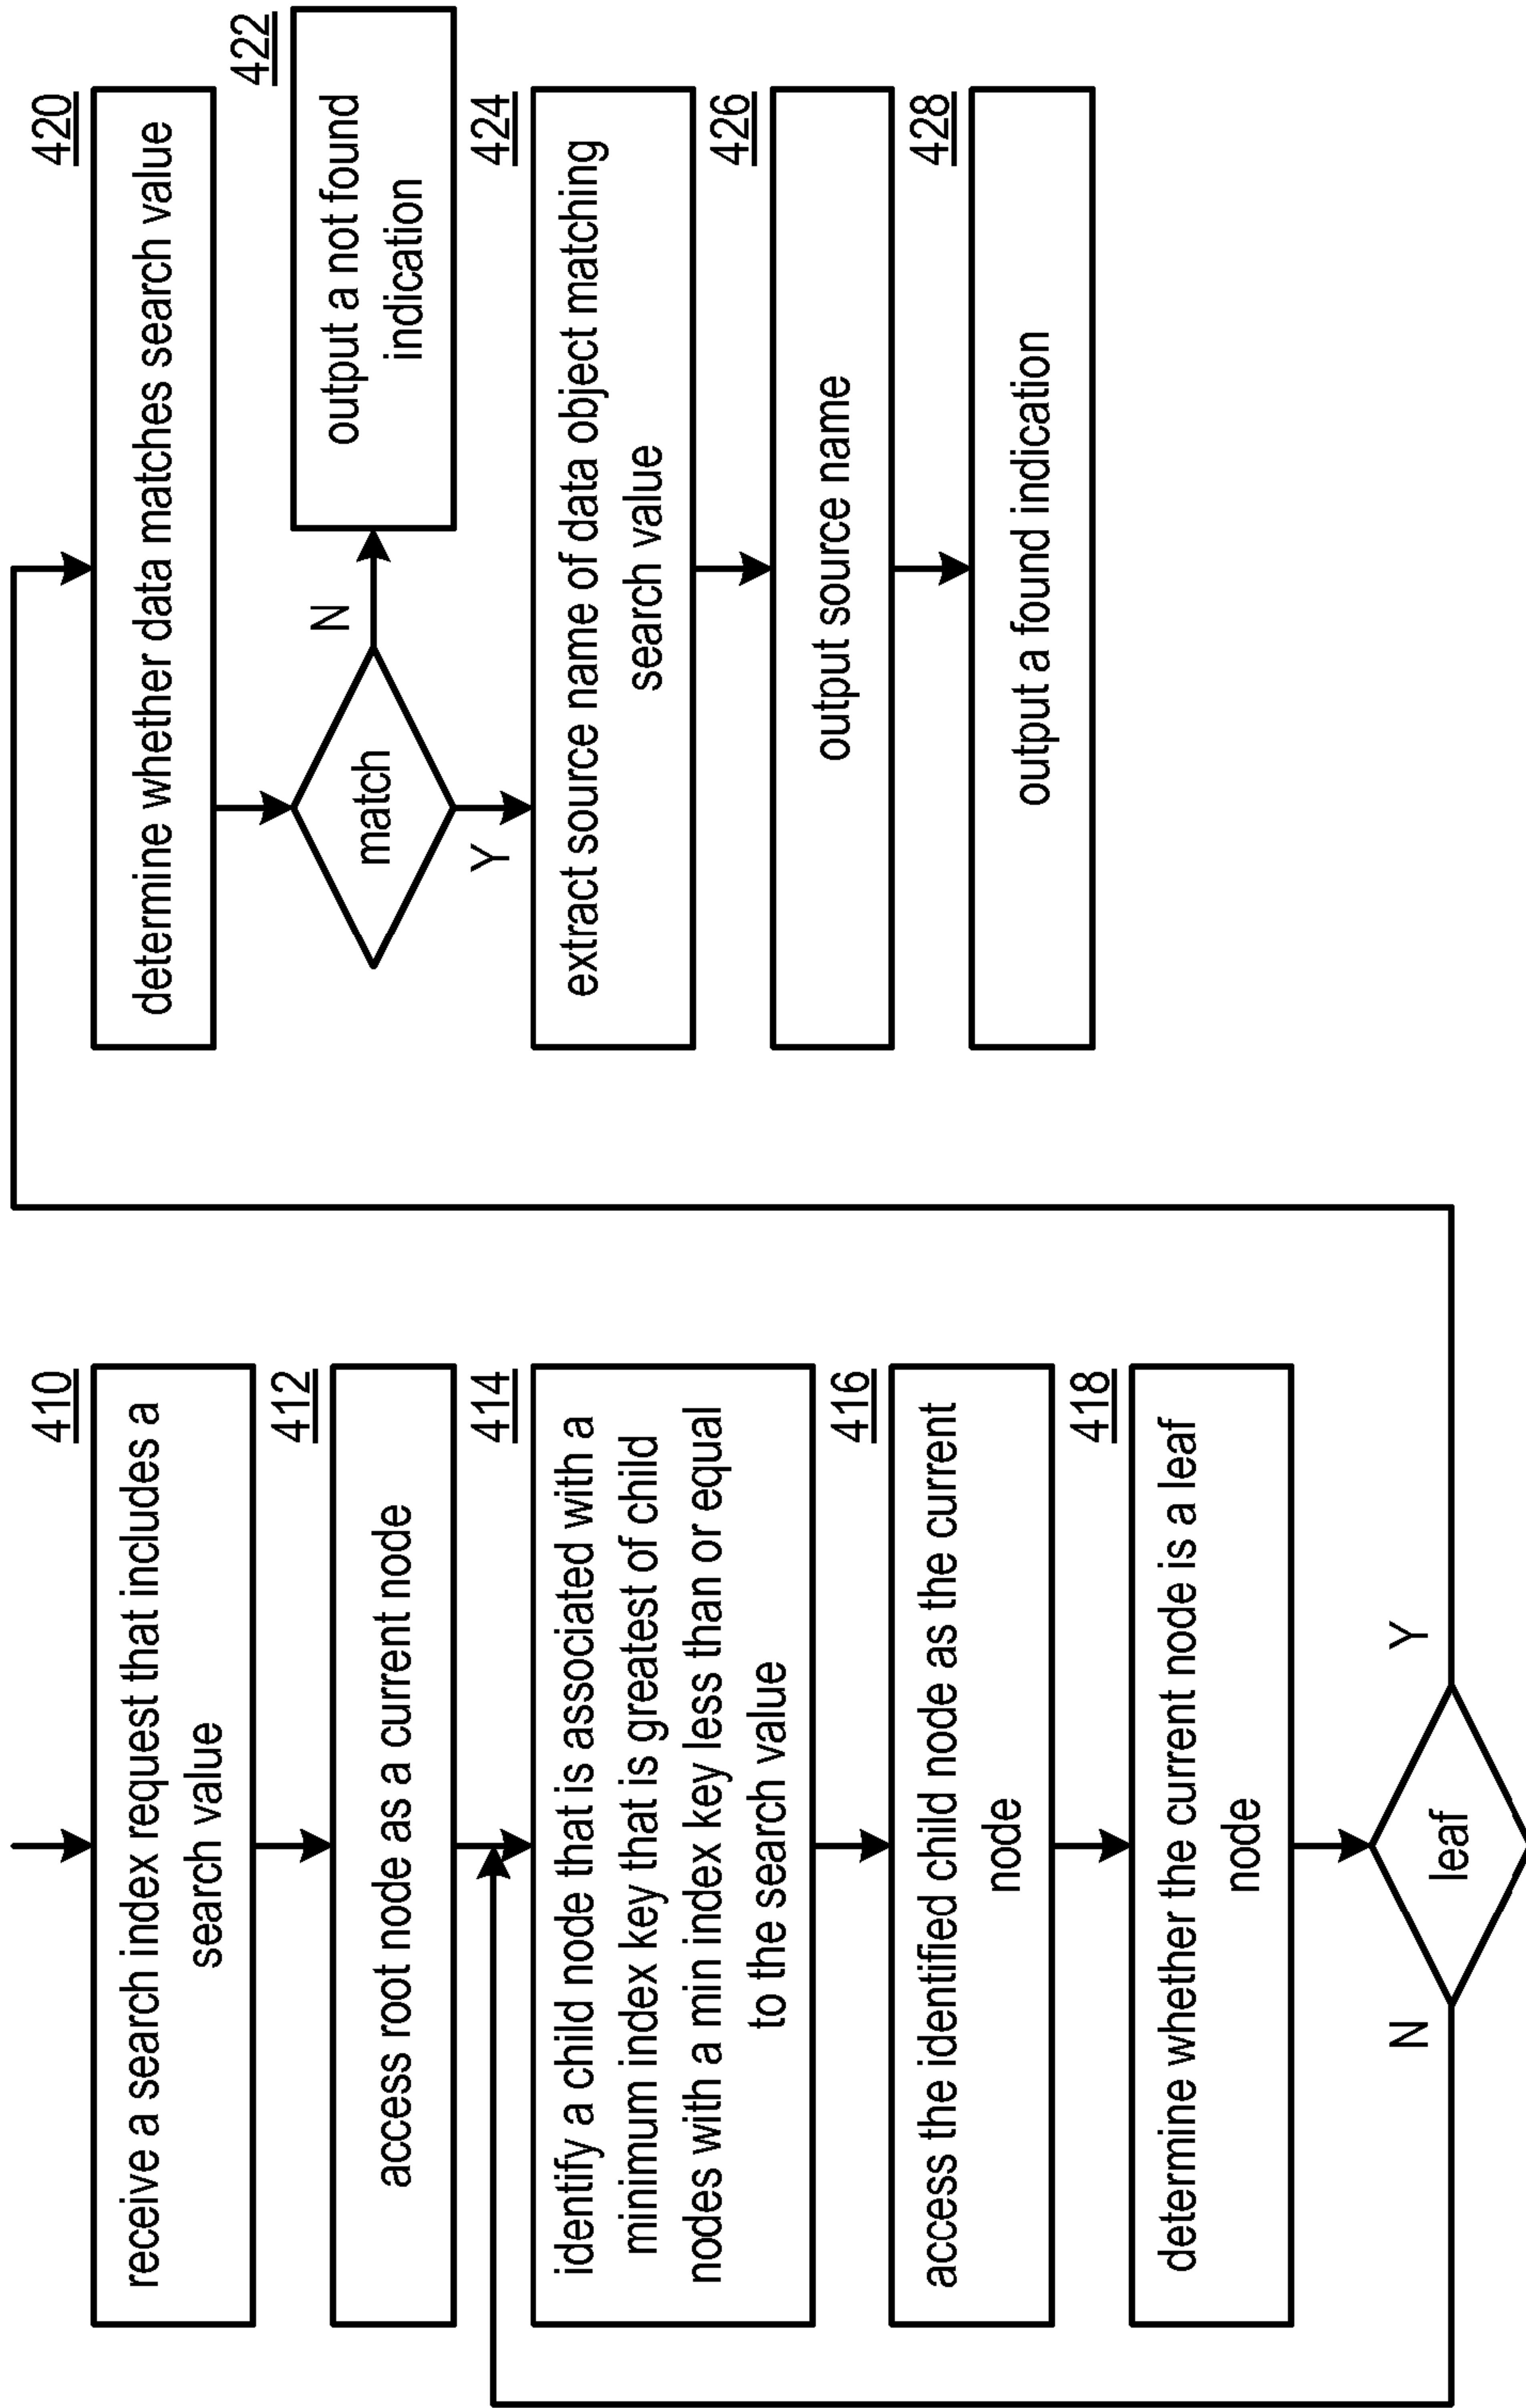 410
receive a search index request that includes a
search value
412
access root node as a current node
414
identify a child node that is associated with a
minimum index key that is greatest of child
nodes with a min index key less than or equal
to the search value
416
access the identified child node as the current
node
418
determine whether the current node is a leaf
node
leaf
N
Y
420
determine whether data matches search value
match
N
Y
422
output a not found
indication
424
extract source name of data object matching
search value
426
output source name
428
output a found indication